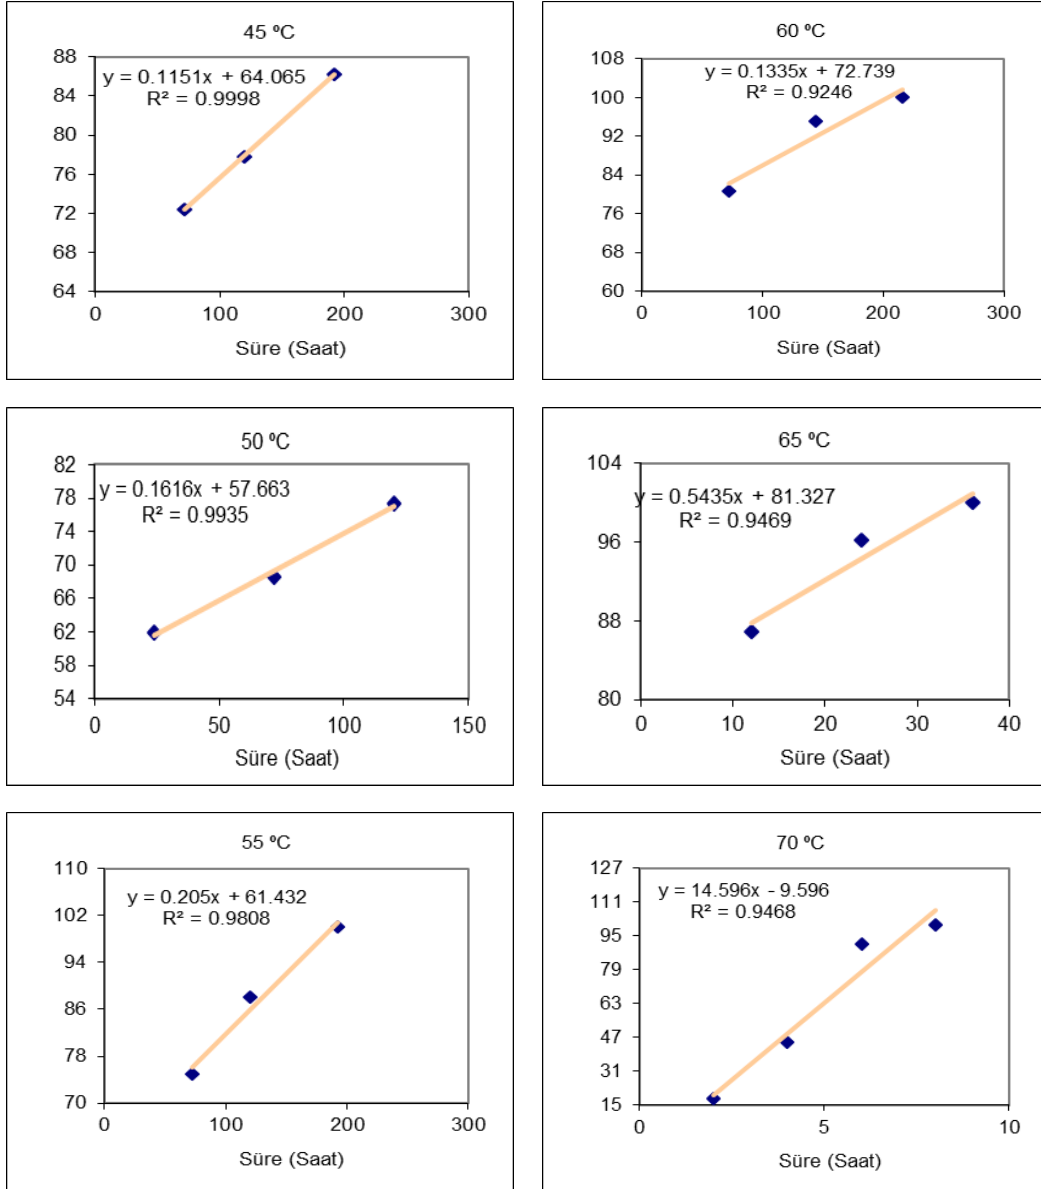 45 ºC
y = 0.1151x + 64.065
R² = 0.9998
88
84
80
76
72
68
64
0 100 200 300
Süre (Saat)
60 ºC
y = 0.1335x + 72.739
R² = 0.9246
108
100
92
84
76
68
60
0 100 200 300
Süre (Saat)
50 ºC
y = 0.1616x + 57.663
R² = 0.9935
82
78
74
70
66
62
58
54
0 50 100 150
Süre (Saat)
65 ºC
y = 0.5435x + 81.327
R² = 0.9469
104
96
88
80
0 10 20 30 40
Süre (Saat)
55 ºC
y = 0.205x + 61.432
R² = 0.9808
110
102
94
86
78
70
0 100 200 300
Süre (Saat)
70 ºC
y = 14.596x - 9.596
R² = 0.9468
127
111
95
79
63
47
31
15
0 5 10
Süre (Saat)